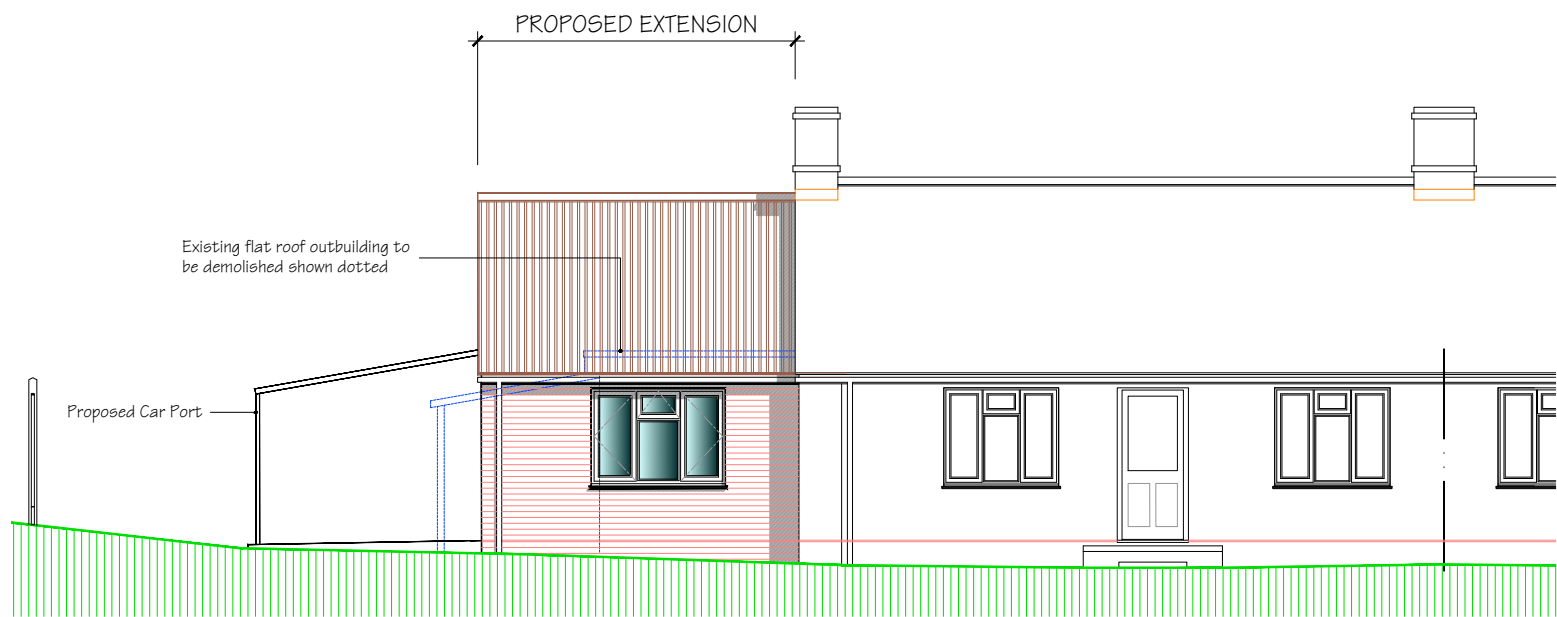 PROPOSED EXTENSION
Existing flat roof outbuilding to
be demolished shown dotted
Proposed Car Port